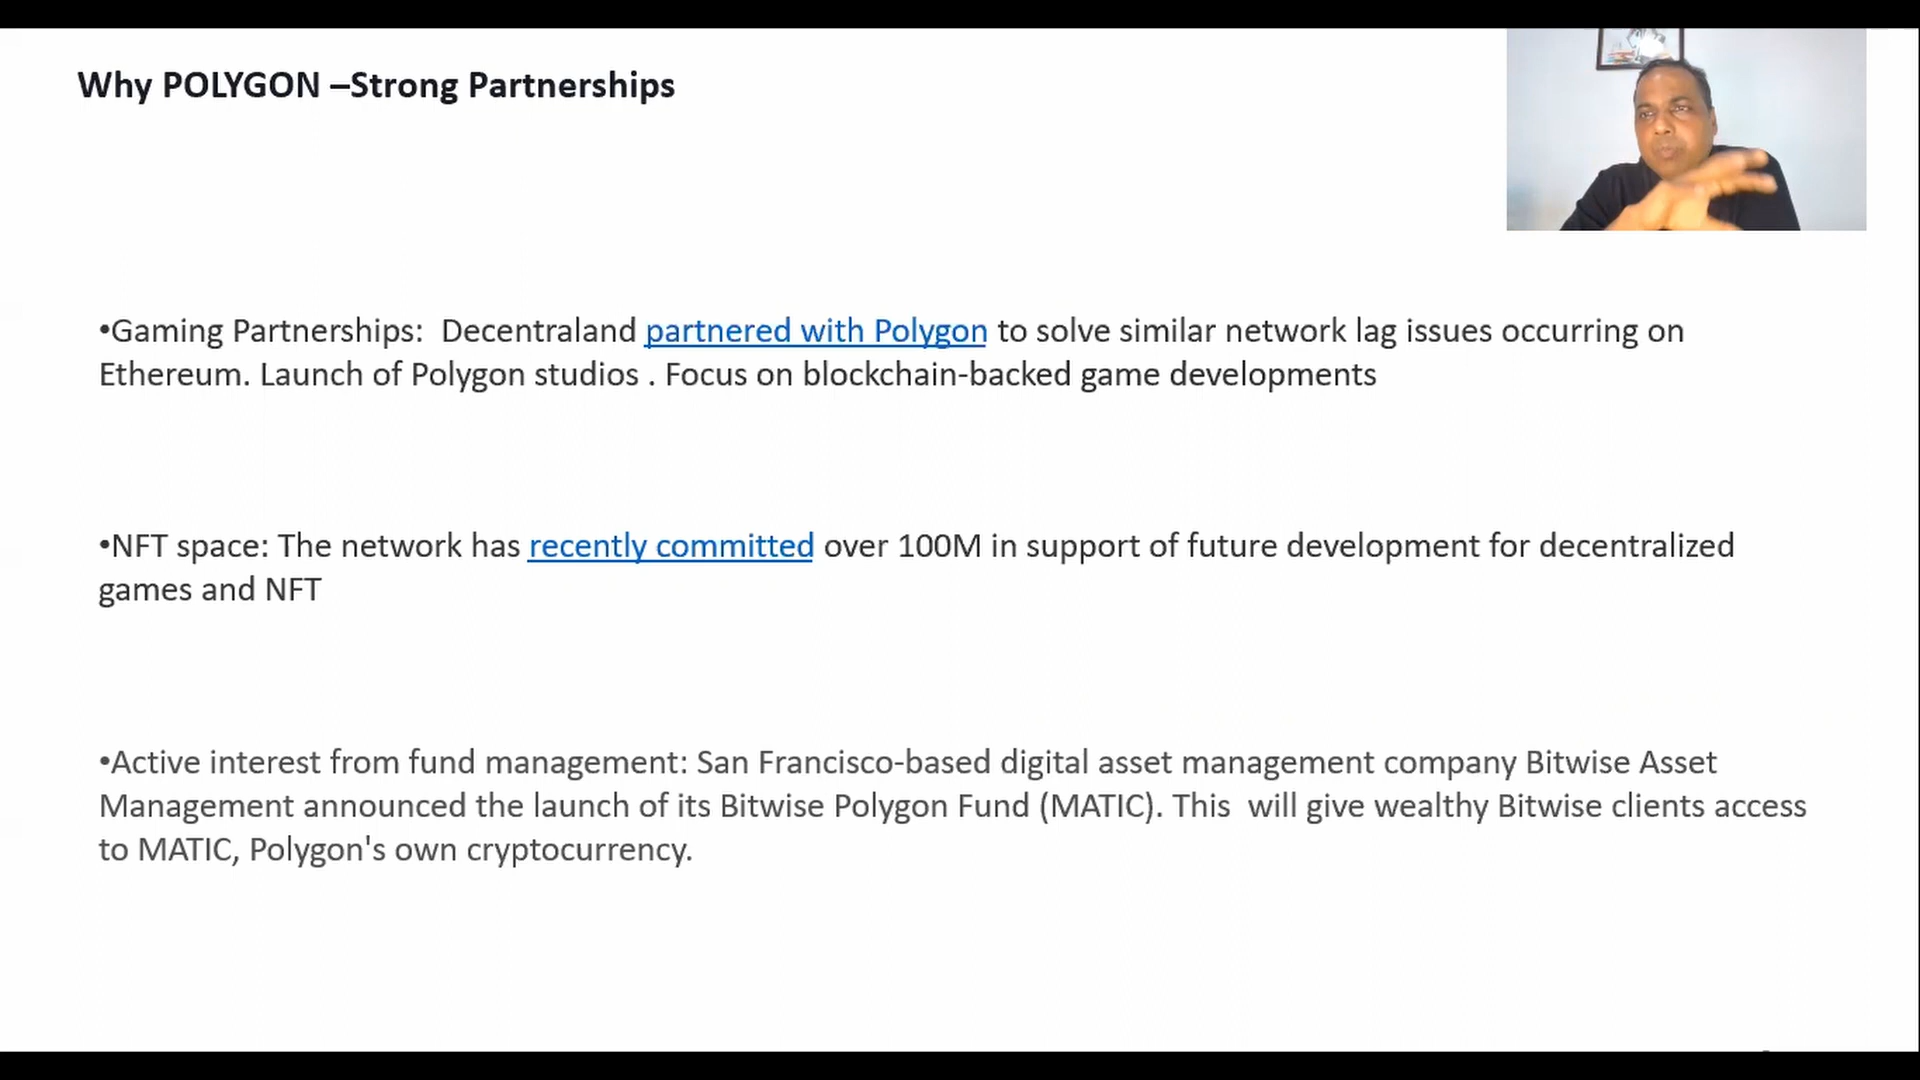 Why POLYGON –Strong Partnerships
•Gaming Partnerships:  Decentraland partnered with Polygon to solve similar network lag issues occurring on
Ethereum. Launch of Polygon studios . Focus on blockchain-backed game developments
•NFT space: The network has recently committed over 100M in support of future development for decentralized
games and NFT
•Active interest from fund management: San Francisco-based digital asset management company Bitwise Asset
Management announced the launch of its Bitwise Polygon Fund (MATIC). This  will give wealthy Bitwise clients access
to MATIC, Polygon's own cryptocurrency.